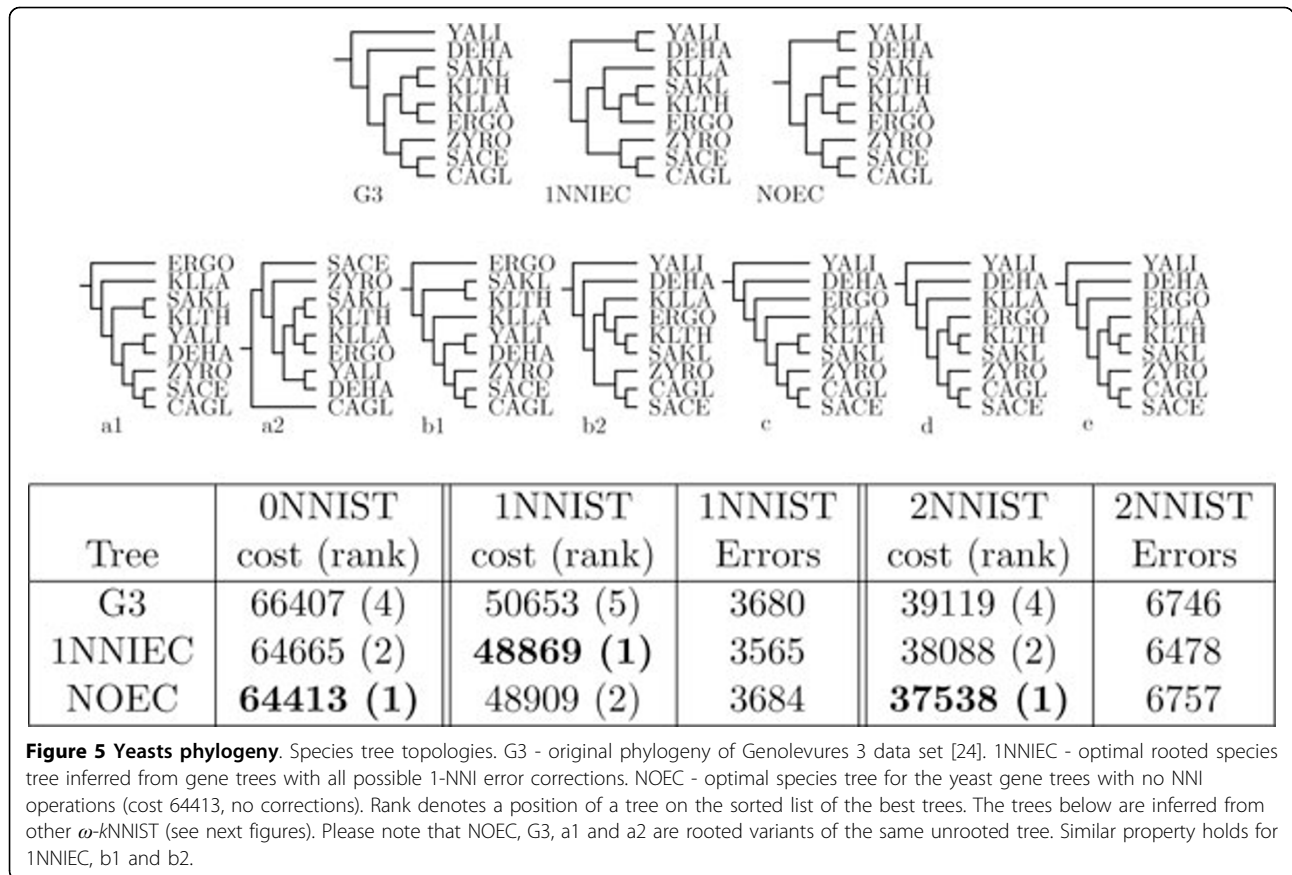 YALI
DEHA
SAKL
KLTH
KLLA
ERGO
ZYRO
SACE
CAGL
G3
YALI
DEHA
KLLA
SAKL
KLTH
ERGO
ZYRO
SACE
CAGL
1NNIEC
YALI
SAKL
KLTH
KLLA
ERGO
ZYRO
SACE
CAGL
NOEC
ERGO
KLLA
SAKL
KLTH
YALI
DEHA
ZYRO
SACE
CAGL
a1
SACE
ZYRO
SAKL
KLTH
KLLA
ERGO
YALI
DEHA
CAGL
a2
ERGO
SAKL
KLTH
KLLA
YALI
DEHA
ZYRO
SACE
CAGL
b1
YALI
DEHA
KLLA
ERGO
KLTH
SAKL
ZYRO
CAGL
SACE
b2
YALI
DEHA
ERGO
KLLA
KLTH
SAKL
ZYRO
CAGL
SACE
c
YALI
DEHA
KLLA
ERGO
KLTH
SAKL
ZYRO
CAGL
SACE
d
YALI
DEHA
ERGO
KLLA
KLTH
SAKL
ZYRO
CAGL
SACE
e
0NNIST 1NNIST 1NNIST 2NNIST 2NNIST
Tree cost (rank) cost (rank) Errors cost (rank) Errors
G3 66407 (4) 50653 (5) 3680 39119 (4) 6746
1NNIEC 64665 (2) 48869 (1) 3565 38088 (2) 6478
NOEC 64413 (1) 48909 (2) 3684 37538 (1) 6757
Figure 5 Yeasts phylogeny. Species tree topologies. G3 - original phylogeny of Genolevures 3 data set [24]. 1NNIEC - optimal rooted species
tree inferred from gene trees with all possible 1-NNI error corrections. NOEC - optimal species tree for the yeast gene trees with no NNI
operations (cost 64413, no corrections). Rank denotes a position of a tree on the sorted list of the best trees. The trees below are inferred from
other ω-kNNIST (see next figures). Please note that NOEC, G3, a1 and a2 are rooted variants of the same unrooted tree. Similar property holds for
1NNIEC, b1 and b2.